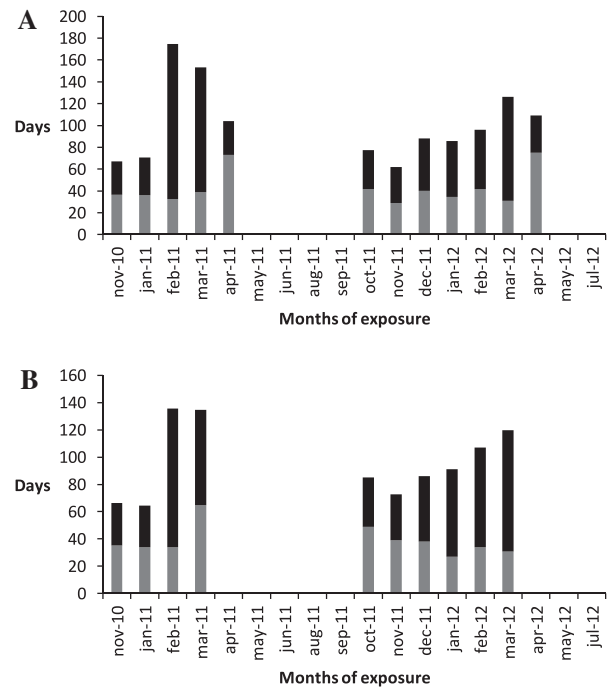 A
200
180
160
140
120
100
80
60
40
20
0
Days
nov-10
jan-11
feb-11
mar-11
apr-11
may-11
jun-11
aug-11
sep-11
oct-11
nov-11
dec-11
jan-12
feb-12
mar-12
apr-12
may-12
jul-12
Months of exposure
B
160
140
120
100
80
60
40
20
0
Days
nov-10
jan-11
feb-11
mar-11
apr-11
may-11
jun-11
aug-11
sep-11
oct-11
nov-11
dec-11
jan-12
feb-12
mar-12
apr-12
may-12
jul-12
Months of exposure